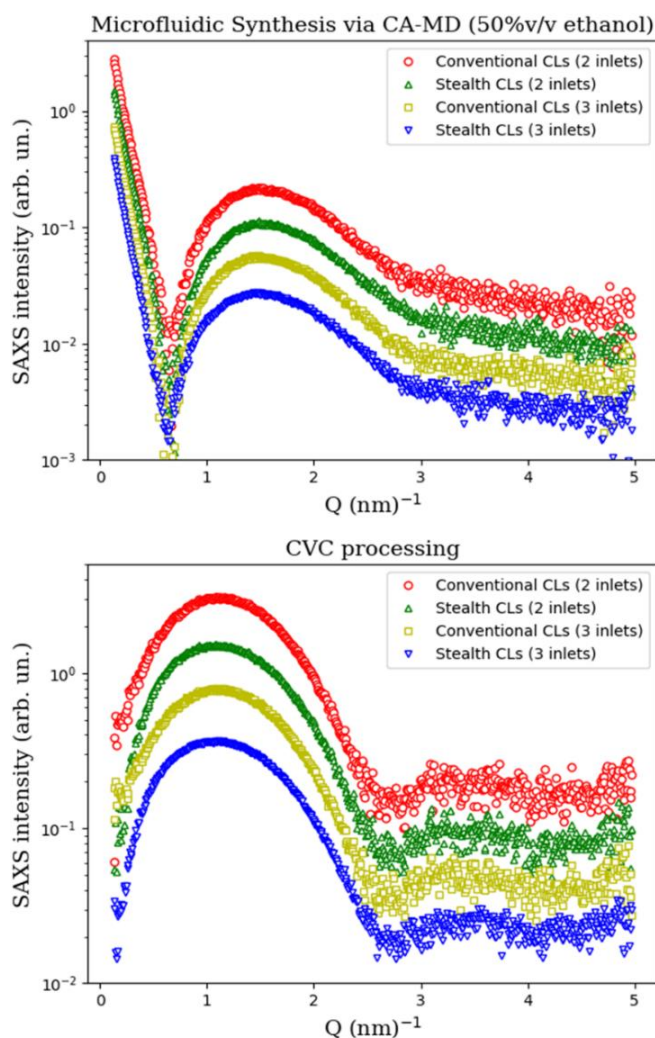 Microfluidic Synthesis via CA-MD (50%v/v ethanol)
Conventional CLs (2 inlets)
Stealth CLs (2 inlets)
Conventional CLs (3 inlets)
Stealth CLs (3 inlets)
SAXS intensity (arb. un.)
10⁰
10⁻¹
10⁻²
10⁻³
0 1 2 3 4 5
Q (nm)⁻¹
CVC processing
Conventional CLs (2 inlets)
Stealth CLs (2 inlets)
Conventional CLs (3 inlets)
Stealth CLs (3 inlets)
SAXS intensity (arb. un.)
10⁰
10⁻¹
10⁻²
0 1 2 3 4 5
Q (nm)⁻¹